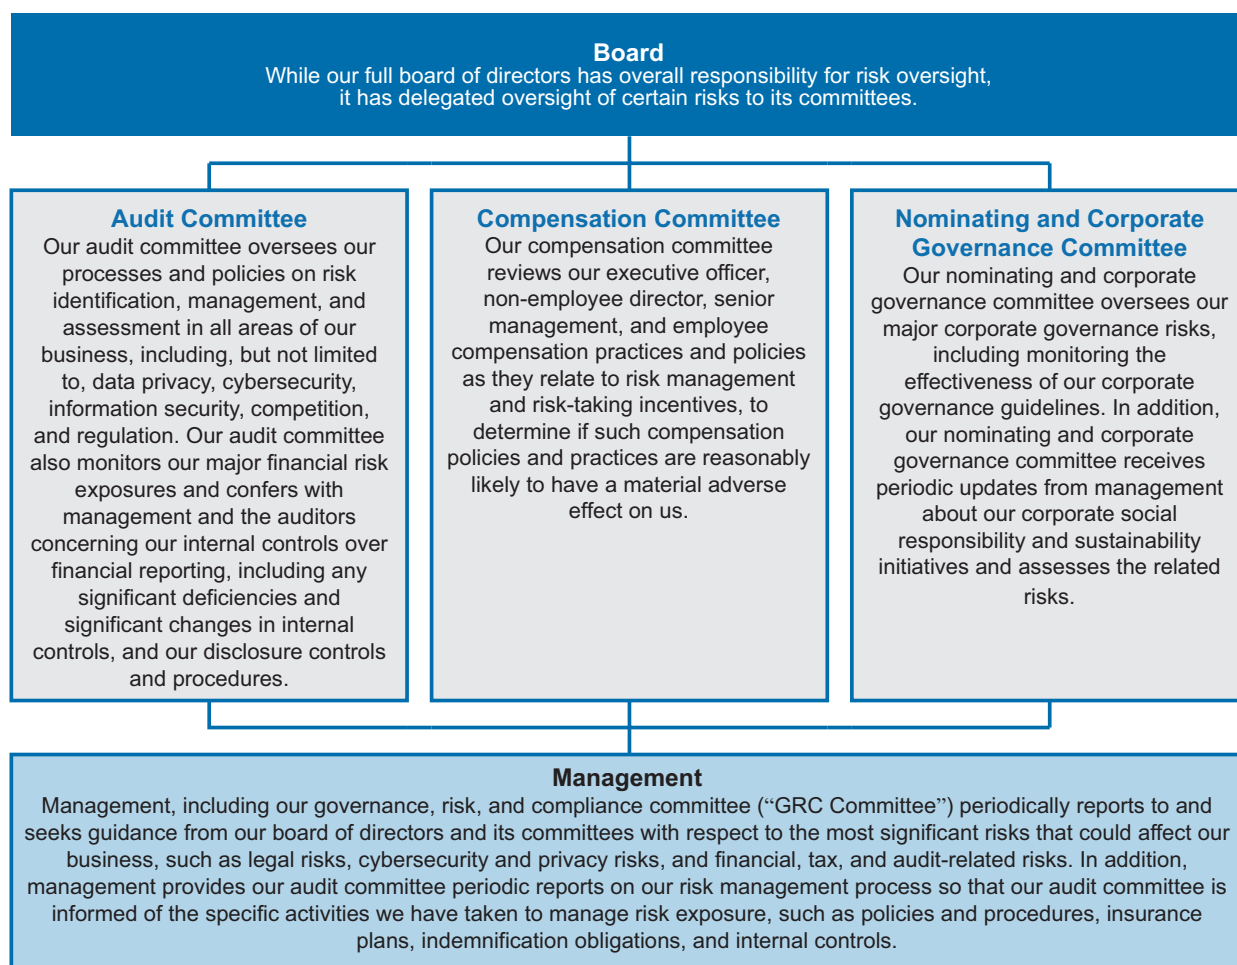 Board
While our full board of directors has overall responsibility for risk oversight,
it has delegated oversight of certain risks to its committees.
Audit Committee
Our audit committee oversees our
processes and policies on risk
identification, management, and
assessment in all areas of our
business, including, but not limited
to, data privacy, cybersecurity,
information security, competition,
and regulation. Our audit committee
also monitors our major financial risk
exposures and confers with
management and the auditors
concerning our internal controls over
financial reporting, including any
significant deficiencies and
significant changes in internal
controls, and our disclosure controls
and procedures.
Compensation Committee
Our compensation committee
reviews our executive officer,
non-employee director, senior
management, and employee
compensation practices and policies
as they relate to risk management
and risk-taking incentives, to
determine if such compensation
policies and practices are reasonably
likely to have a material adverse
effect on us.
Nominating and Corporate
Governance Committee
Our nominating and corporate
governance committee oversees our
major corporate governance risks,
including monitoring the
effectiveness of our corporate
governance guidelines. In addition,
our nominating and corporate
governance committee receives
periodic updates from management
about our corporate social
responsibility and sustainability
initiatives and assesses the related
risks.
Management
Management, including our governance, risk, and compliance committee (“GRC Committee”) periodically reports to and
seeks guidance from our board of directors and its committees with respect to the most significant risks that could affect our
business, such as legal risks, cybersecurity and privacy risks, and financial, tax, and audit-related risks. In addition,
management provides our audit committee periodic reports on our risk management process so that our audit committee is
informed of the specific activities we have taken to manage risk exposure, such as policies and procedures, insurance
plans, indemnification obligations, and internal controls.